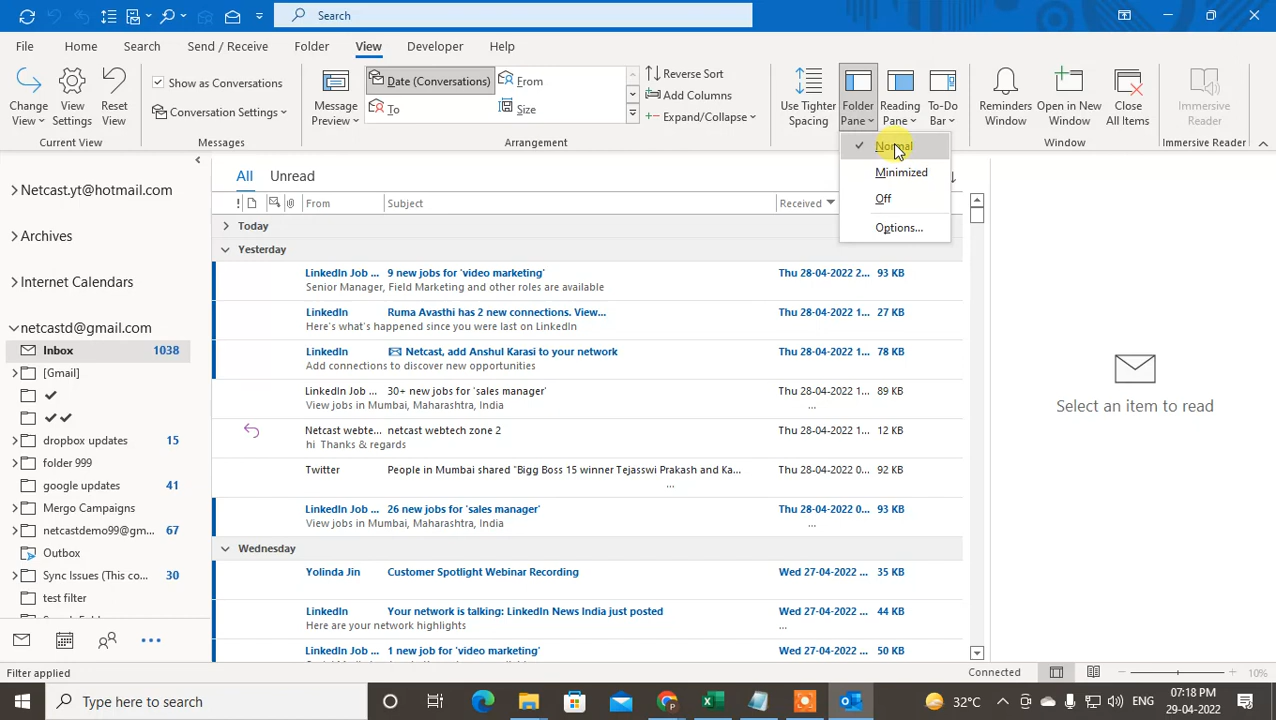 Search
File Home Search Send / Receive Folder View Developer Help
Change View
View Settings
Reset View
Current View
Show as Conversations
Conversation Settings
Messages
Message Preview
Date (Conversations)
From
To
Size
Reverse Sort
Add Columns
Expand/Collapse
Arrangement
Use Tighter Spacing
Folder Pane
Reading Pane
To-Do Bar
Reminders Window
Open in New Window
Close All Items
Window
Immersive Reader
Immersive Reader
Normal
Minimized
Off
Options...
Netcast.yt@hotmail.com
Archives
Internet Calendars
netcastd@gmail.com
Inbox 1038
[Gmail]
dropbox updates 15
folder 999
google updates 41
Mergo Campaigns
netcastdemo99@gm... 67
Outbox
Sync Issues (This co... 30
test filter
All Unread
! From Subject Received
Today
Yesterday
LinkedIn Job ... 9 new jobs for 'video marketing' Thu 28-04-2022 2... 93 KB
Senior Manager, Field Marketing and other roles are available
LinkedIn Ruma Avasthi has 2 new connections. View... Thu 28-04-2022 1... 27 KB
Here's what's happened since you were last on LinkedIn
LinkedIn Netcast, add Anshul Karasi to your network Thu 28-04-2022 1... 78 KB
Add connections to discover new opportunities
LinkedIn Job ... 30+ new jobs for 'sales manager' Thu 28-04-2022 1... 89 KB
View jobs in Mumbai, Maharashtra, India ...
Netcast webte... netcast webtech zone 2 Thu 28-04-2022 1... 12 KB
hi Thanks & regards
Twitter People in Mumbai shared "Bigg Boss 15 winner Tejasswi Prakash and Ka... Thu 28-04-2022 0... 92 KB
...
LinkedIn Job ... 26 new jobs for 'sales manager' Thu 28-04-2022 0... 93 KB
View jobs in Mumbai, Maharashtra, India ...
Wednesday
Yolinda Jin Customer Spotlight Webinar Recording Wed 27-04-2022 ... 35 KB
LinkedIn Your network is talking: LinkedIn News India just posted Wed 27-04-2022 ... 44 KB
Here are your network highlights ...
LinkedIn Job ... 1 new job for 'video marketing' Wed 27-04-2022 ... 50 KB
Select an item to read
Filter applied
Connected
10%
Type here to search
32°C
ENG
07:18 PM
29-04-2022